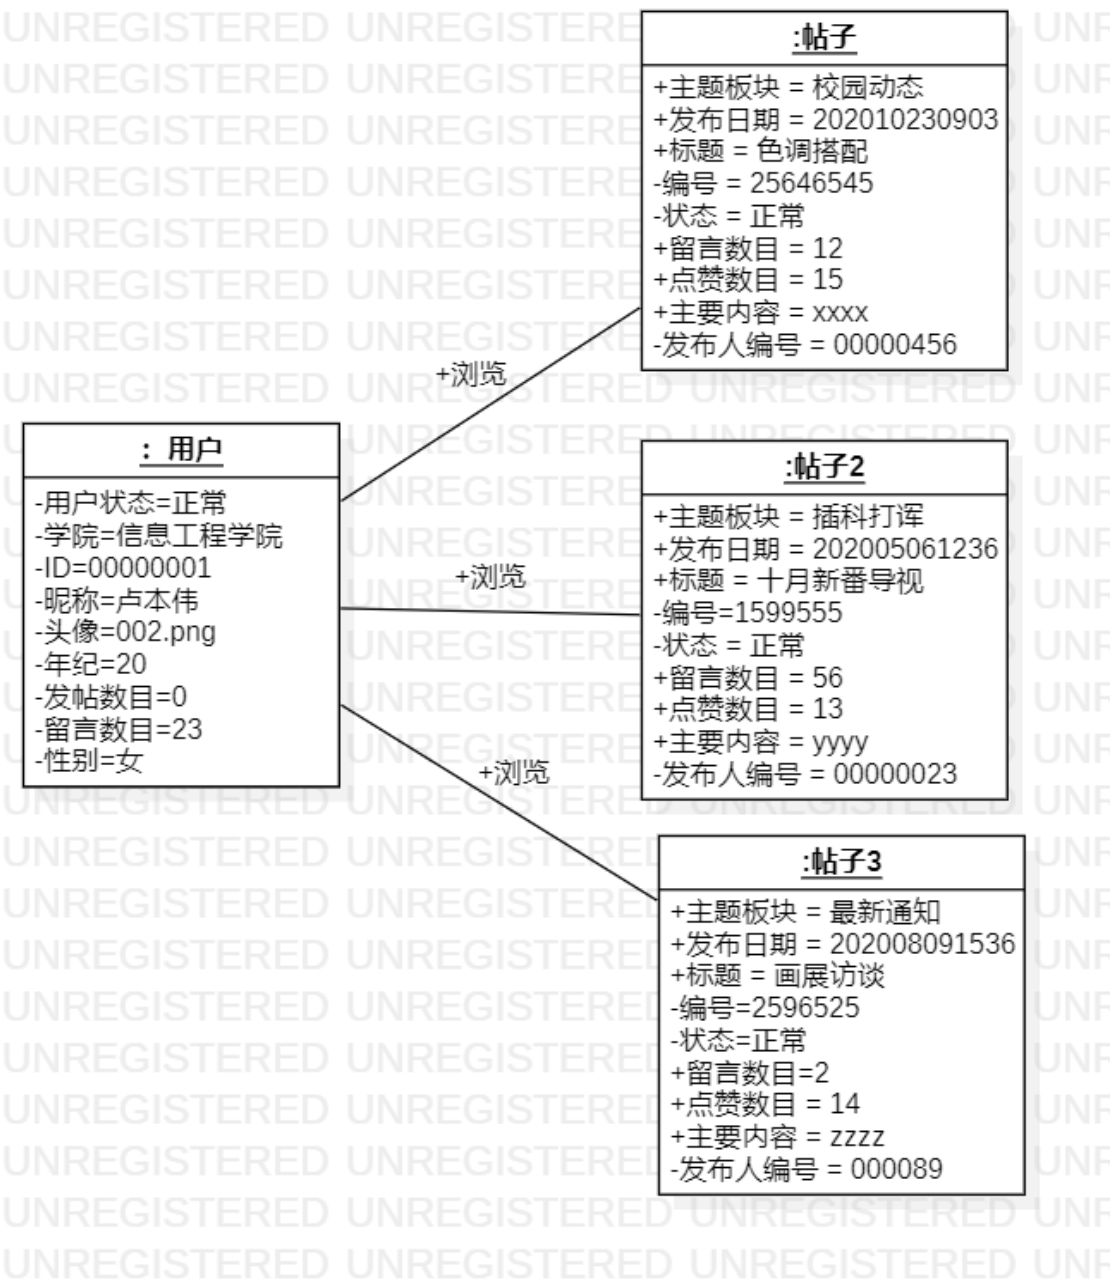 :帖子
+主题板块 = 校园动态
+发布日期 = 202010230903
+标题 = 色调搭配
-编号 = 25646545
-状态 = 正常
+留言数目 = 12
+点赞数目 = 15
+主要内容 = xxxx
-发布人编号 = 00000456
+浏览
: 用户
-用户状态=正常
-学院=信息工程学院
-ID=00000001
-昵称=卢本伟
-头像=002.png
-年纪=20
-发帖数目=0
-留言数目=23
-性别=女
+浏览
:帖子2
+主题板块 = 插科打诨
+发布日期 = 202005061236
+标题 = 十月新番导视
-编号=1599555
-状态 = 正常
+留言数目 = 56
+点赞数目 = 13
+主要内容 = yyyy
-发布人编号 = 00000023
+浏览
:帖子3
+主题板块 = 最新通知
+发布日期 = 202008091536
+标题 = 画展访谈
-编号=2596525
-状态=正常
+留言数目=2
+点赞数目 = 14
+主要内容 = zzzz
-发布人编号 = 000089
UNREGISTERED